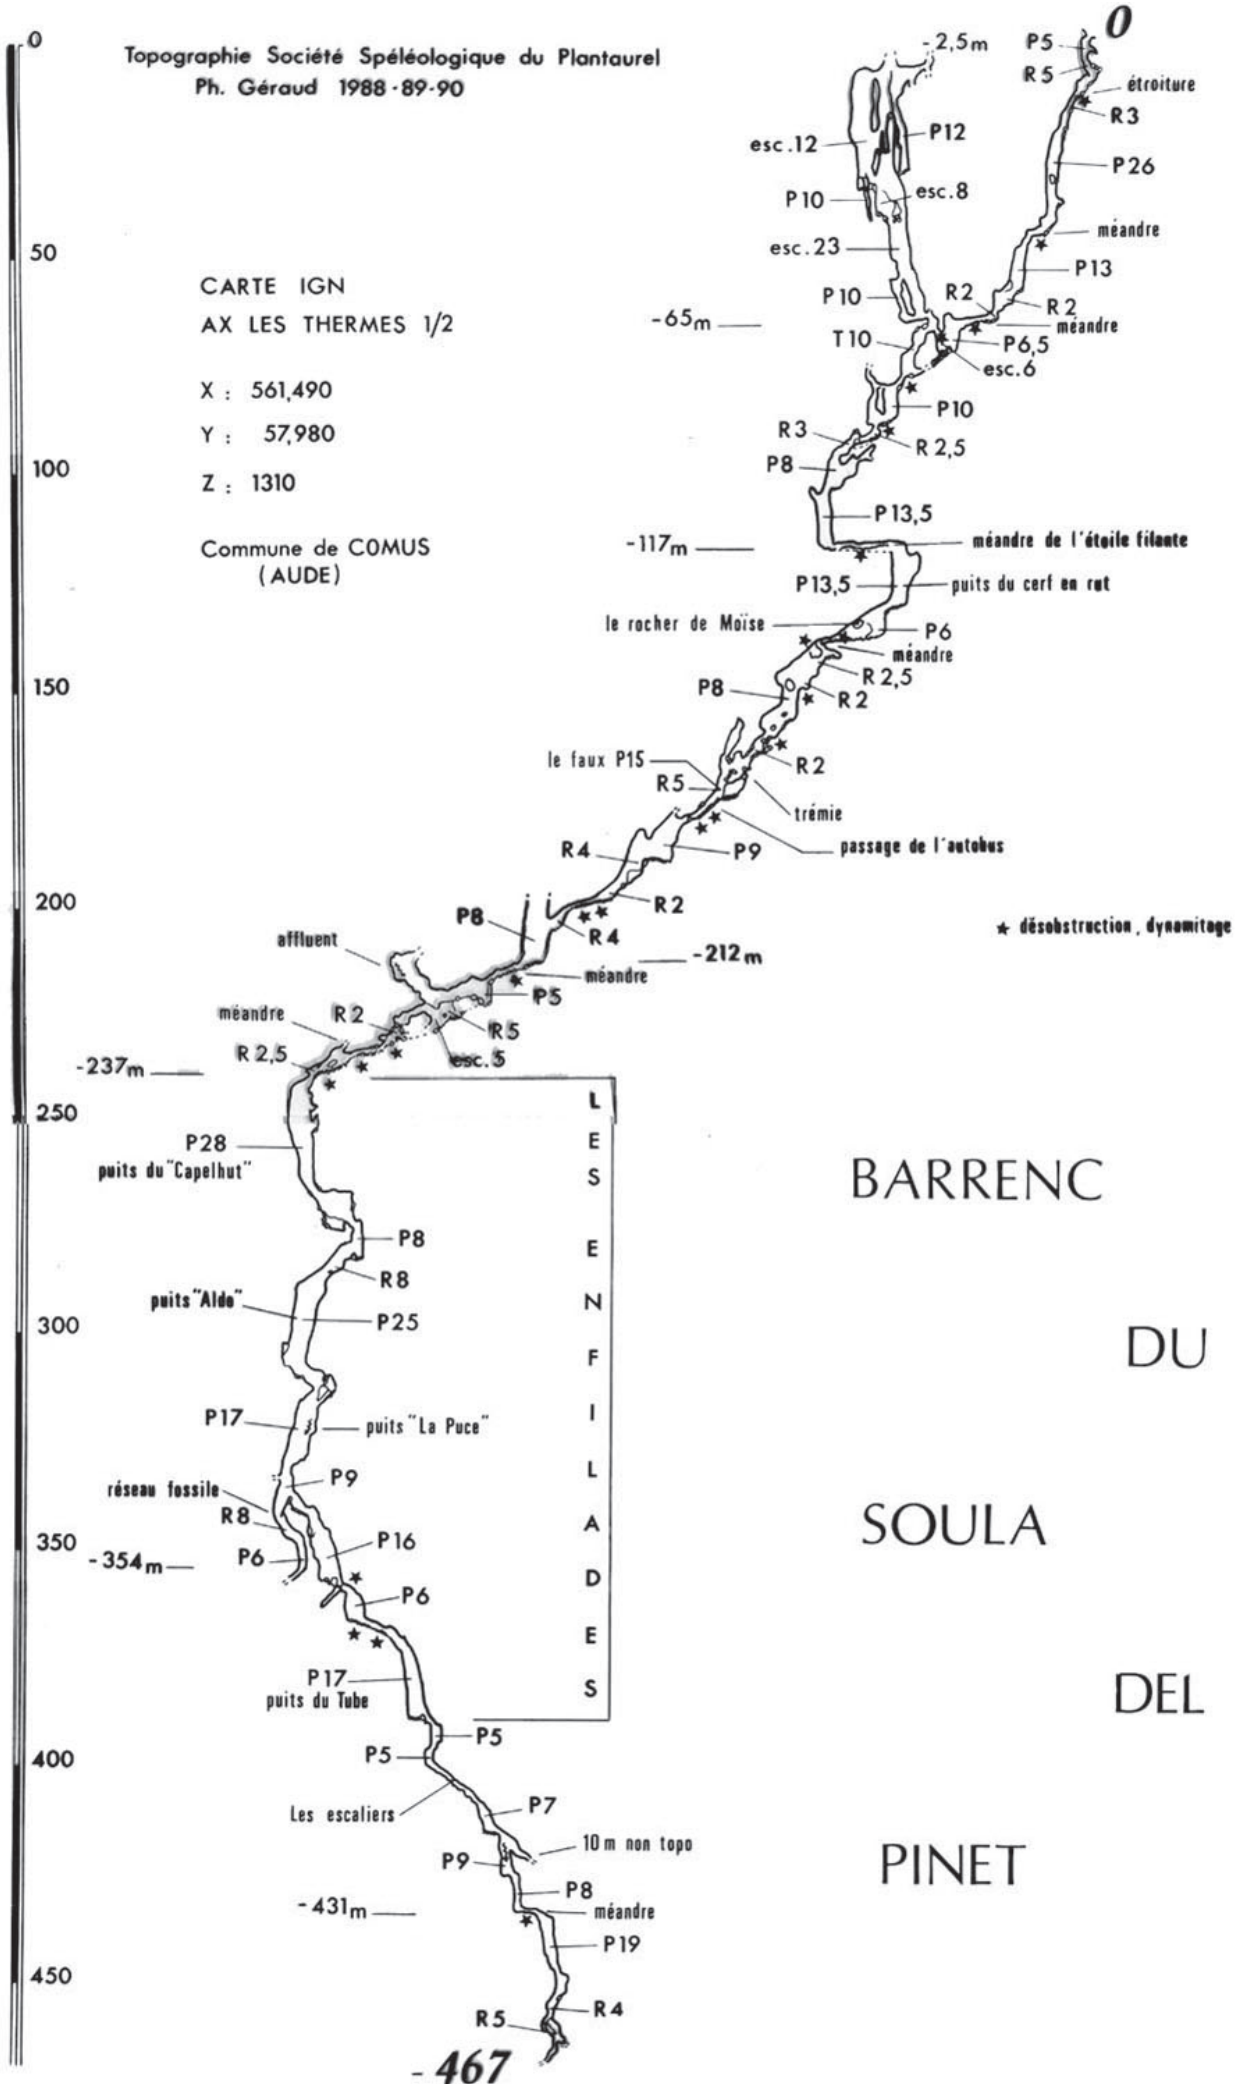 0
0
Topographie Société Spéléologique du Plantaurel
Ph. Géraud 1988-89-90
- 2,5m
P5
R5
étroiture
R3
P12
esc.12
P26
P10
esc.8
méandre
esc.23
50
P13
CARTE IGN
P10
R2
R2
AX LES THERMES 1/2
-65m
méandre
T10
P6,5
esc.6
X : 561,490
P10
Y : 57,980
R3
R 2,5
100
P8
Z : 1310
P13,5
Commune de COMUS
(AUDE)
-117m
méandre de l'étoile filante
P13,5
puits du cerf en rut
le rocher de Moïse
P6
méandre
R 2,5
150
P8
R2
le faux P15
R2
R5
trémie
R4
P9
passage de l'autobus
200
R2
P8
R4
★ désobstruction, dynamitage
affluent
-212m
méandre
P5
méandre
R2
R5
R 2,5
esc.5
-237m
250
LES ENFILADES
P28
puits du "Capelhut"
BARRENC
P8
R8
puits "Aldo"
300
P25
DU
P17
puits "La Puce"
P9
réseau fossile
R8
SOULA
350
P16
-354m
P6
P6
P17
puits du Tube
DEL
P5
P5
400
Les escaliers
P7
10m non topo
P9
PINET
P8
-431m
méandre
P19
450
R4
R5
- 467